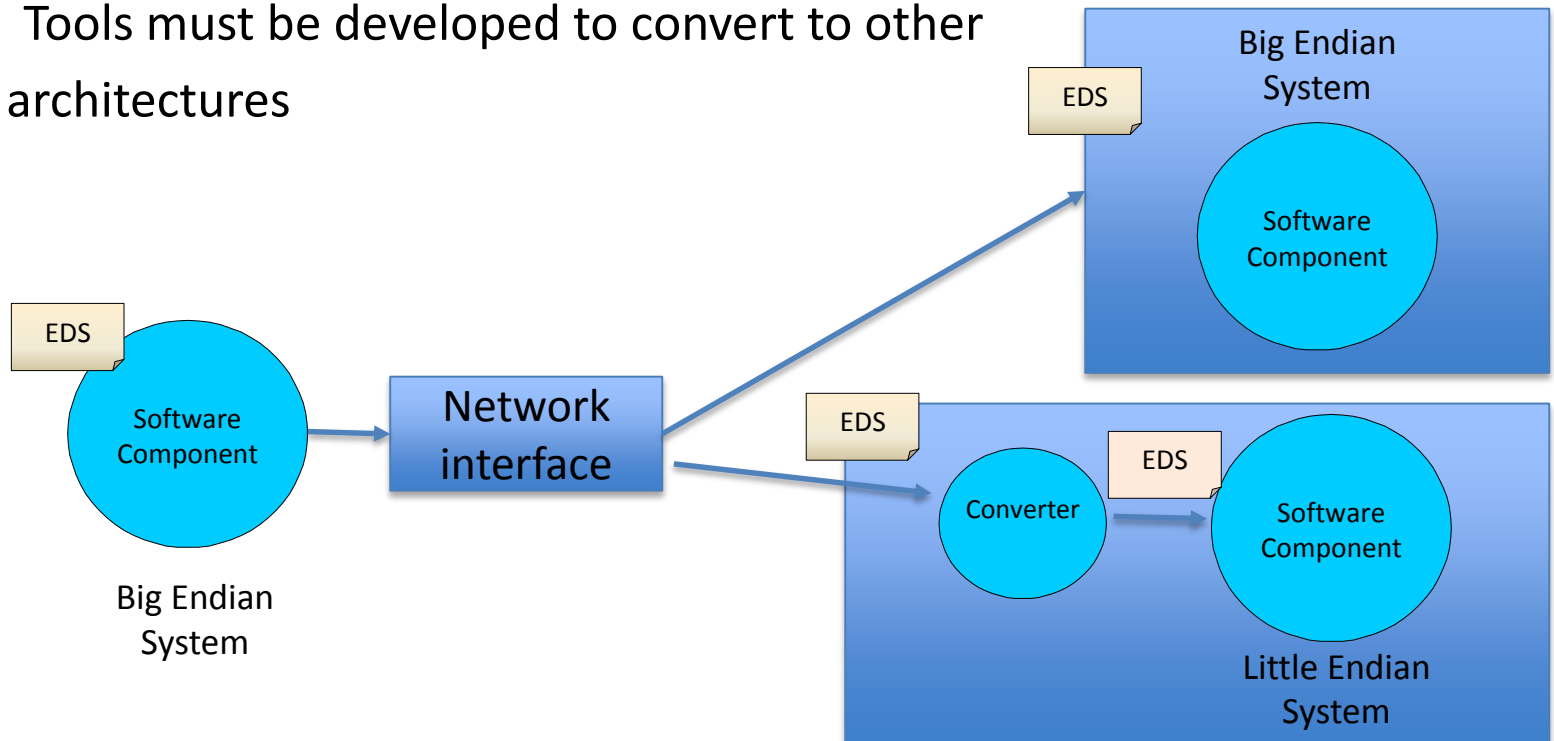 Tools must be developed to convert to other
architectures
Big Endian
System
EDS
Software
Component
EDS
Software
Component
Big Endian
System
Network
interface
EDS
Converter
EDS
Software
Component
Little Endian
System